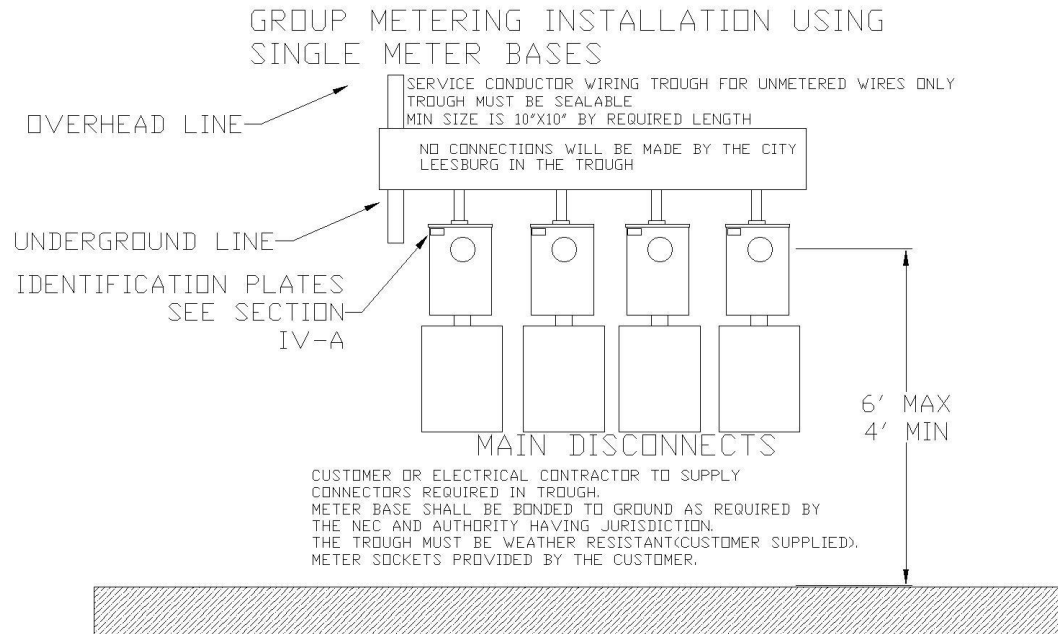 GROUP METERING INSTALLATION USING
SINGLE METER BASES
SERVICE CONDUCTOR WIRING TROUGH FOR UNMETERED WIRES ONLY
TROUGH MUST BE SEALABLE
MIN SIZE IS 10"X10" BY REQUIRED LENGTH
OVERHEAD LINE
NO CONNECTIONS WILL BE MADE BY THE CITY
LEESBURG IN THE TROUGH
UNDERGROUND LINE
IDENTIFICATION PLATES
SEE SECTION
IV-A
6' MAX
4' MIN
MAIN DISCONNECTS
CUSTOMER OR ELECTRICAL CONTRACTOR TO SUPPLY
CONNECTORS REQUIRED IN TROUGH.
METER BASE SHALL BE BONDED TO GROUND AS REQUIRED BY
THE NEC AND AUTHORITY HAVING JURISDICTION.
THE TROUGH MUST BE WEATHER RESISTANT(CUSTOMER SUPPLIED).
METER SOCKETS PROVIDED BY THE CUSTOMER.